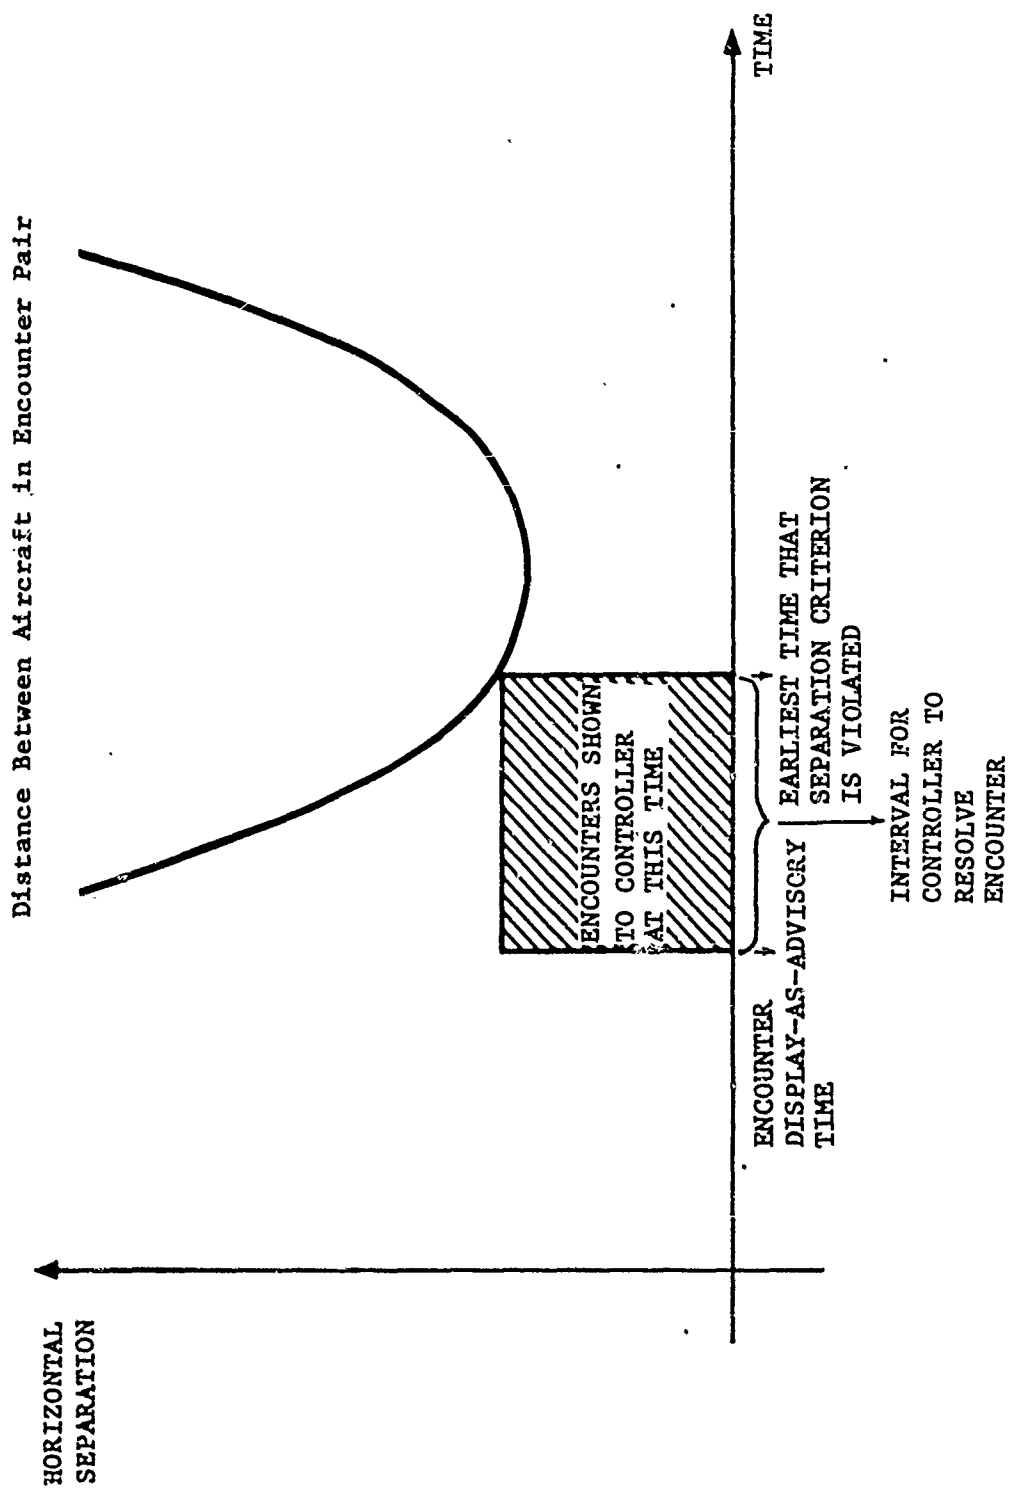 Distance Between Aircraft in Encounter Pair
HORIZONTAL
SEPARATION
ENCOUNTERS SHOWN
TO CONTROLLER
AT THIS TIME
TIME
ENCOUNTER
DISPLAY-AS-ADVISORY
TIME
EARLIEST TIME THAT
SEPARATION CRITERION
IS VIOLATED
INTERVAL FOR
CONTROLLER TO
RESOLVE
ENCOUNTER